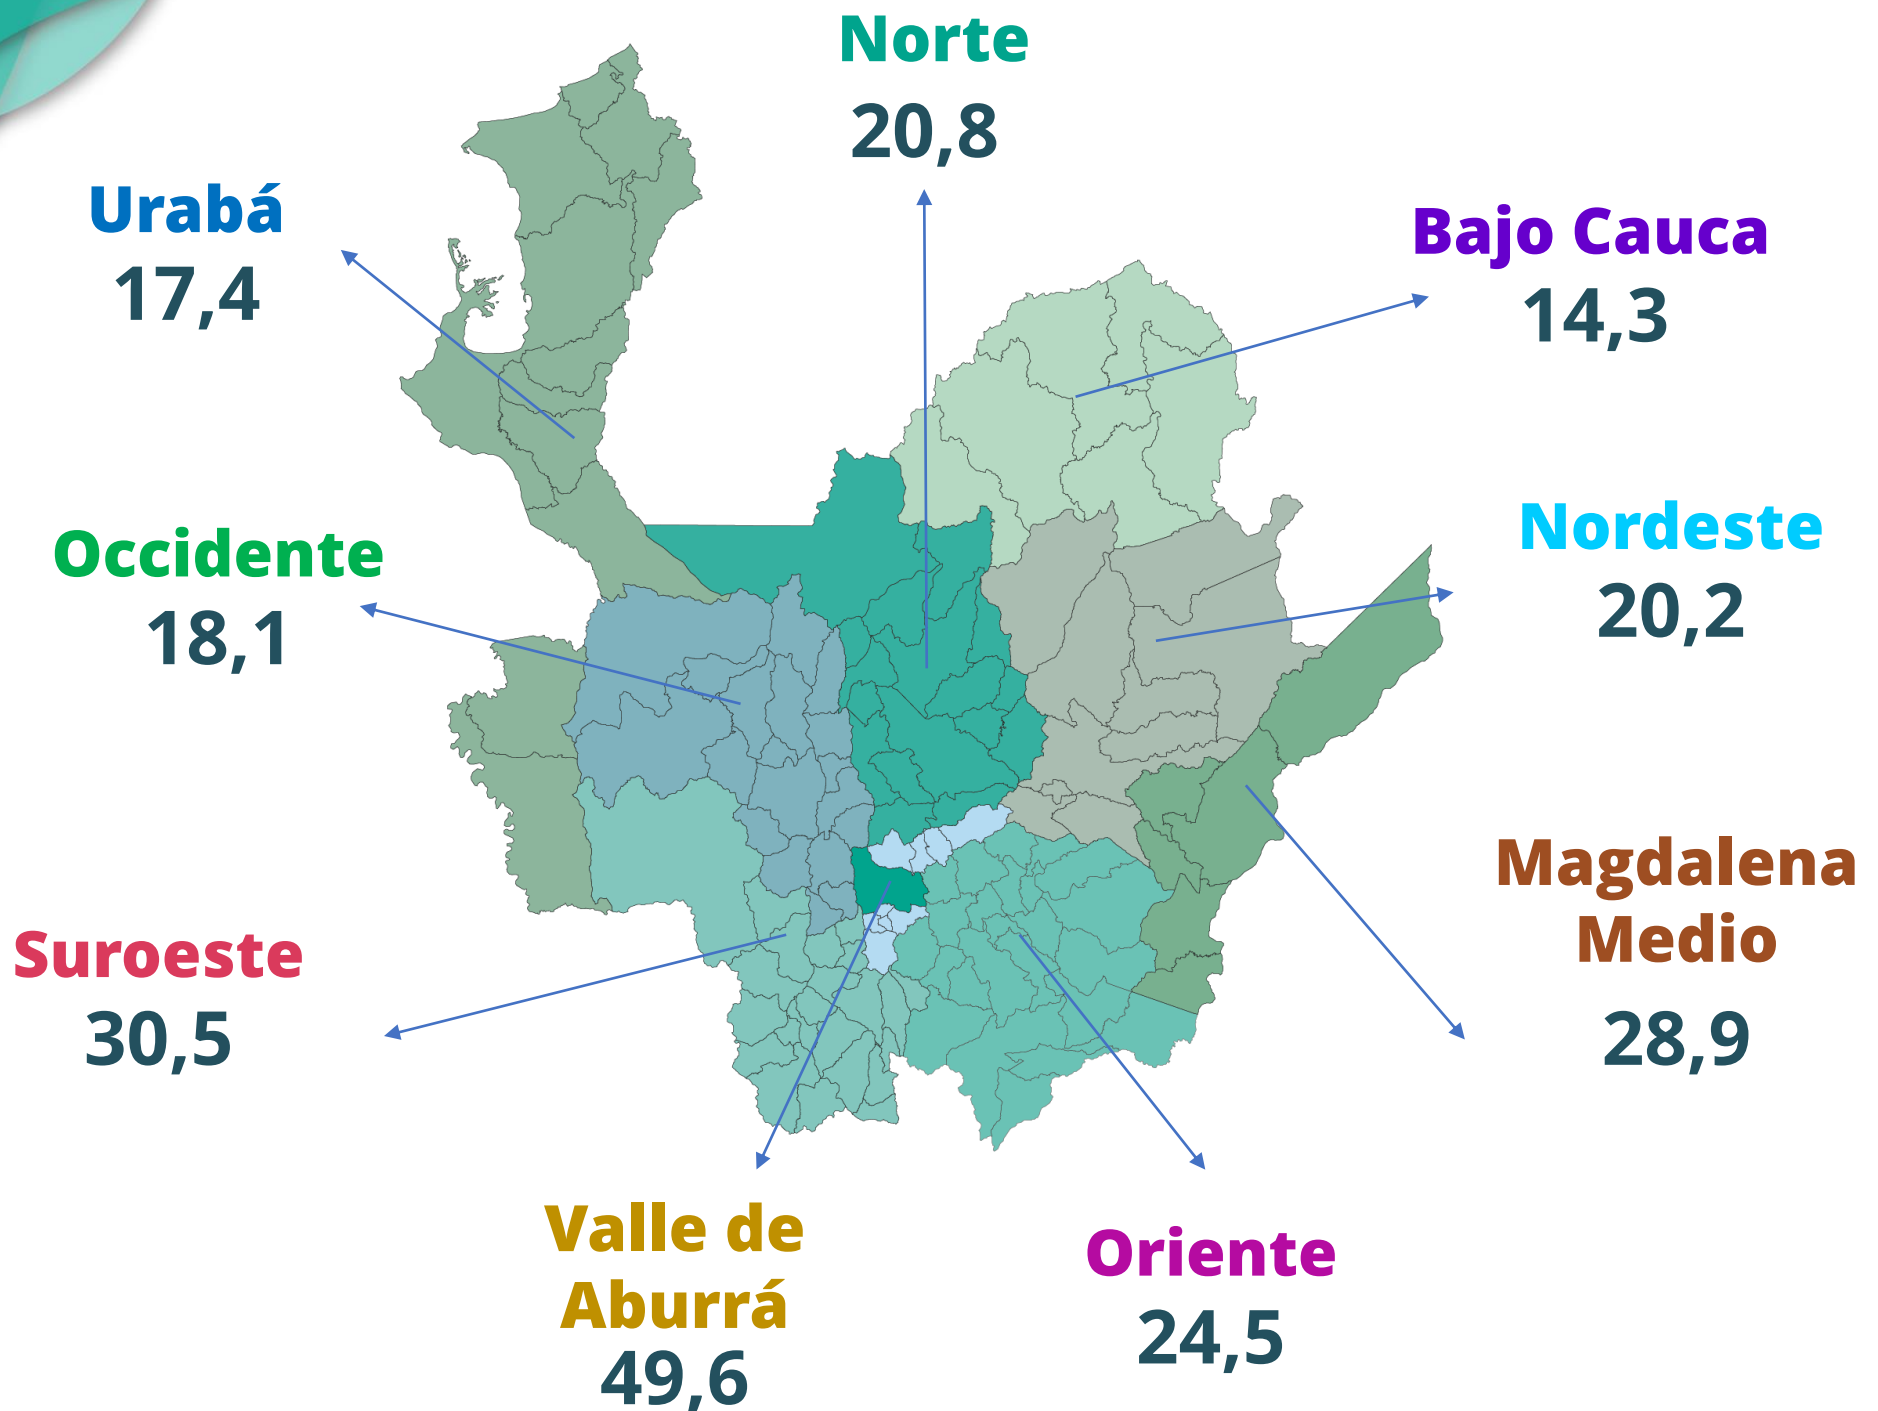 Norte
20,8
Urabá
17,4
Bajo Cauca
14,3
Occidente
18,1
Nordeste
20,2
Suroeste
30,5
Magdalena
Medio
28,9
Valle de
Aburrá
49,6
Oriente
24,5